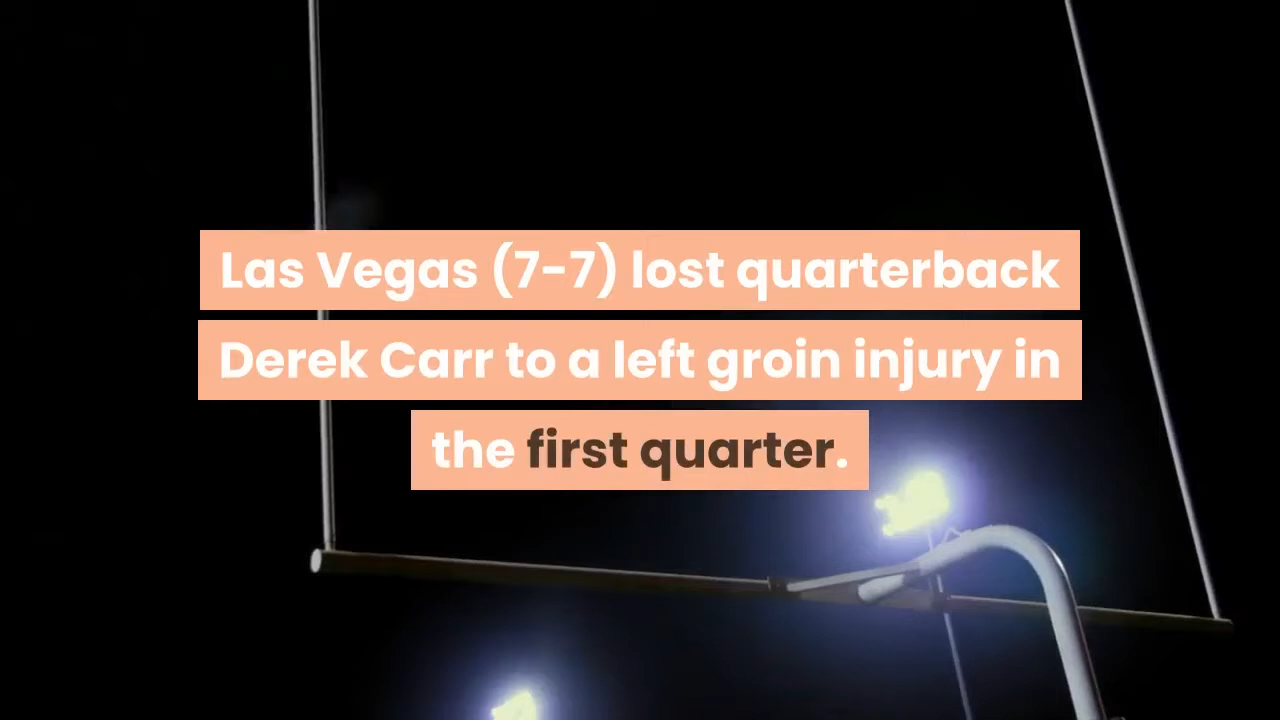 Las Vegas (7-7) lost quarterback
Derek Carr to a left groin injury in
the first quarter.